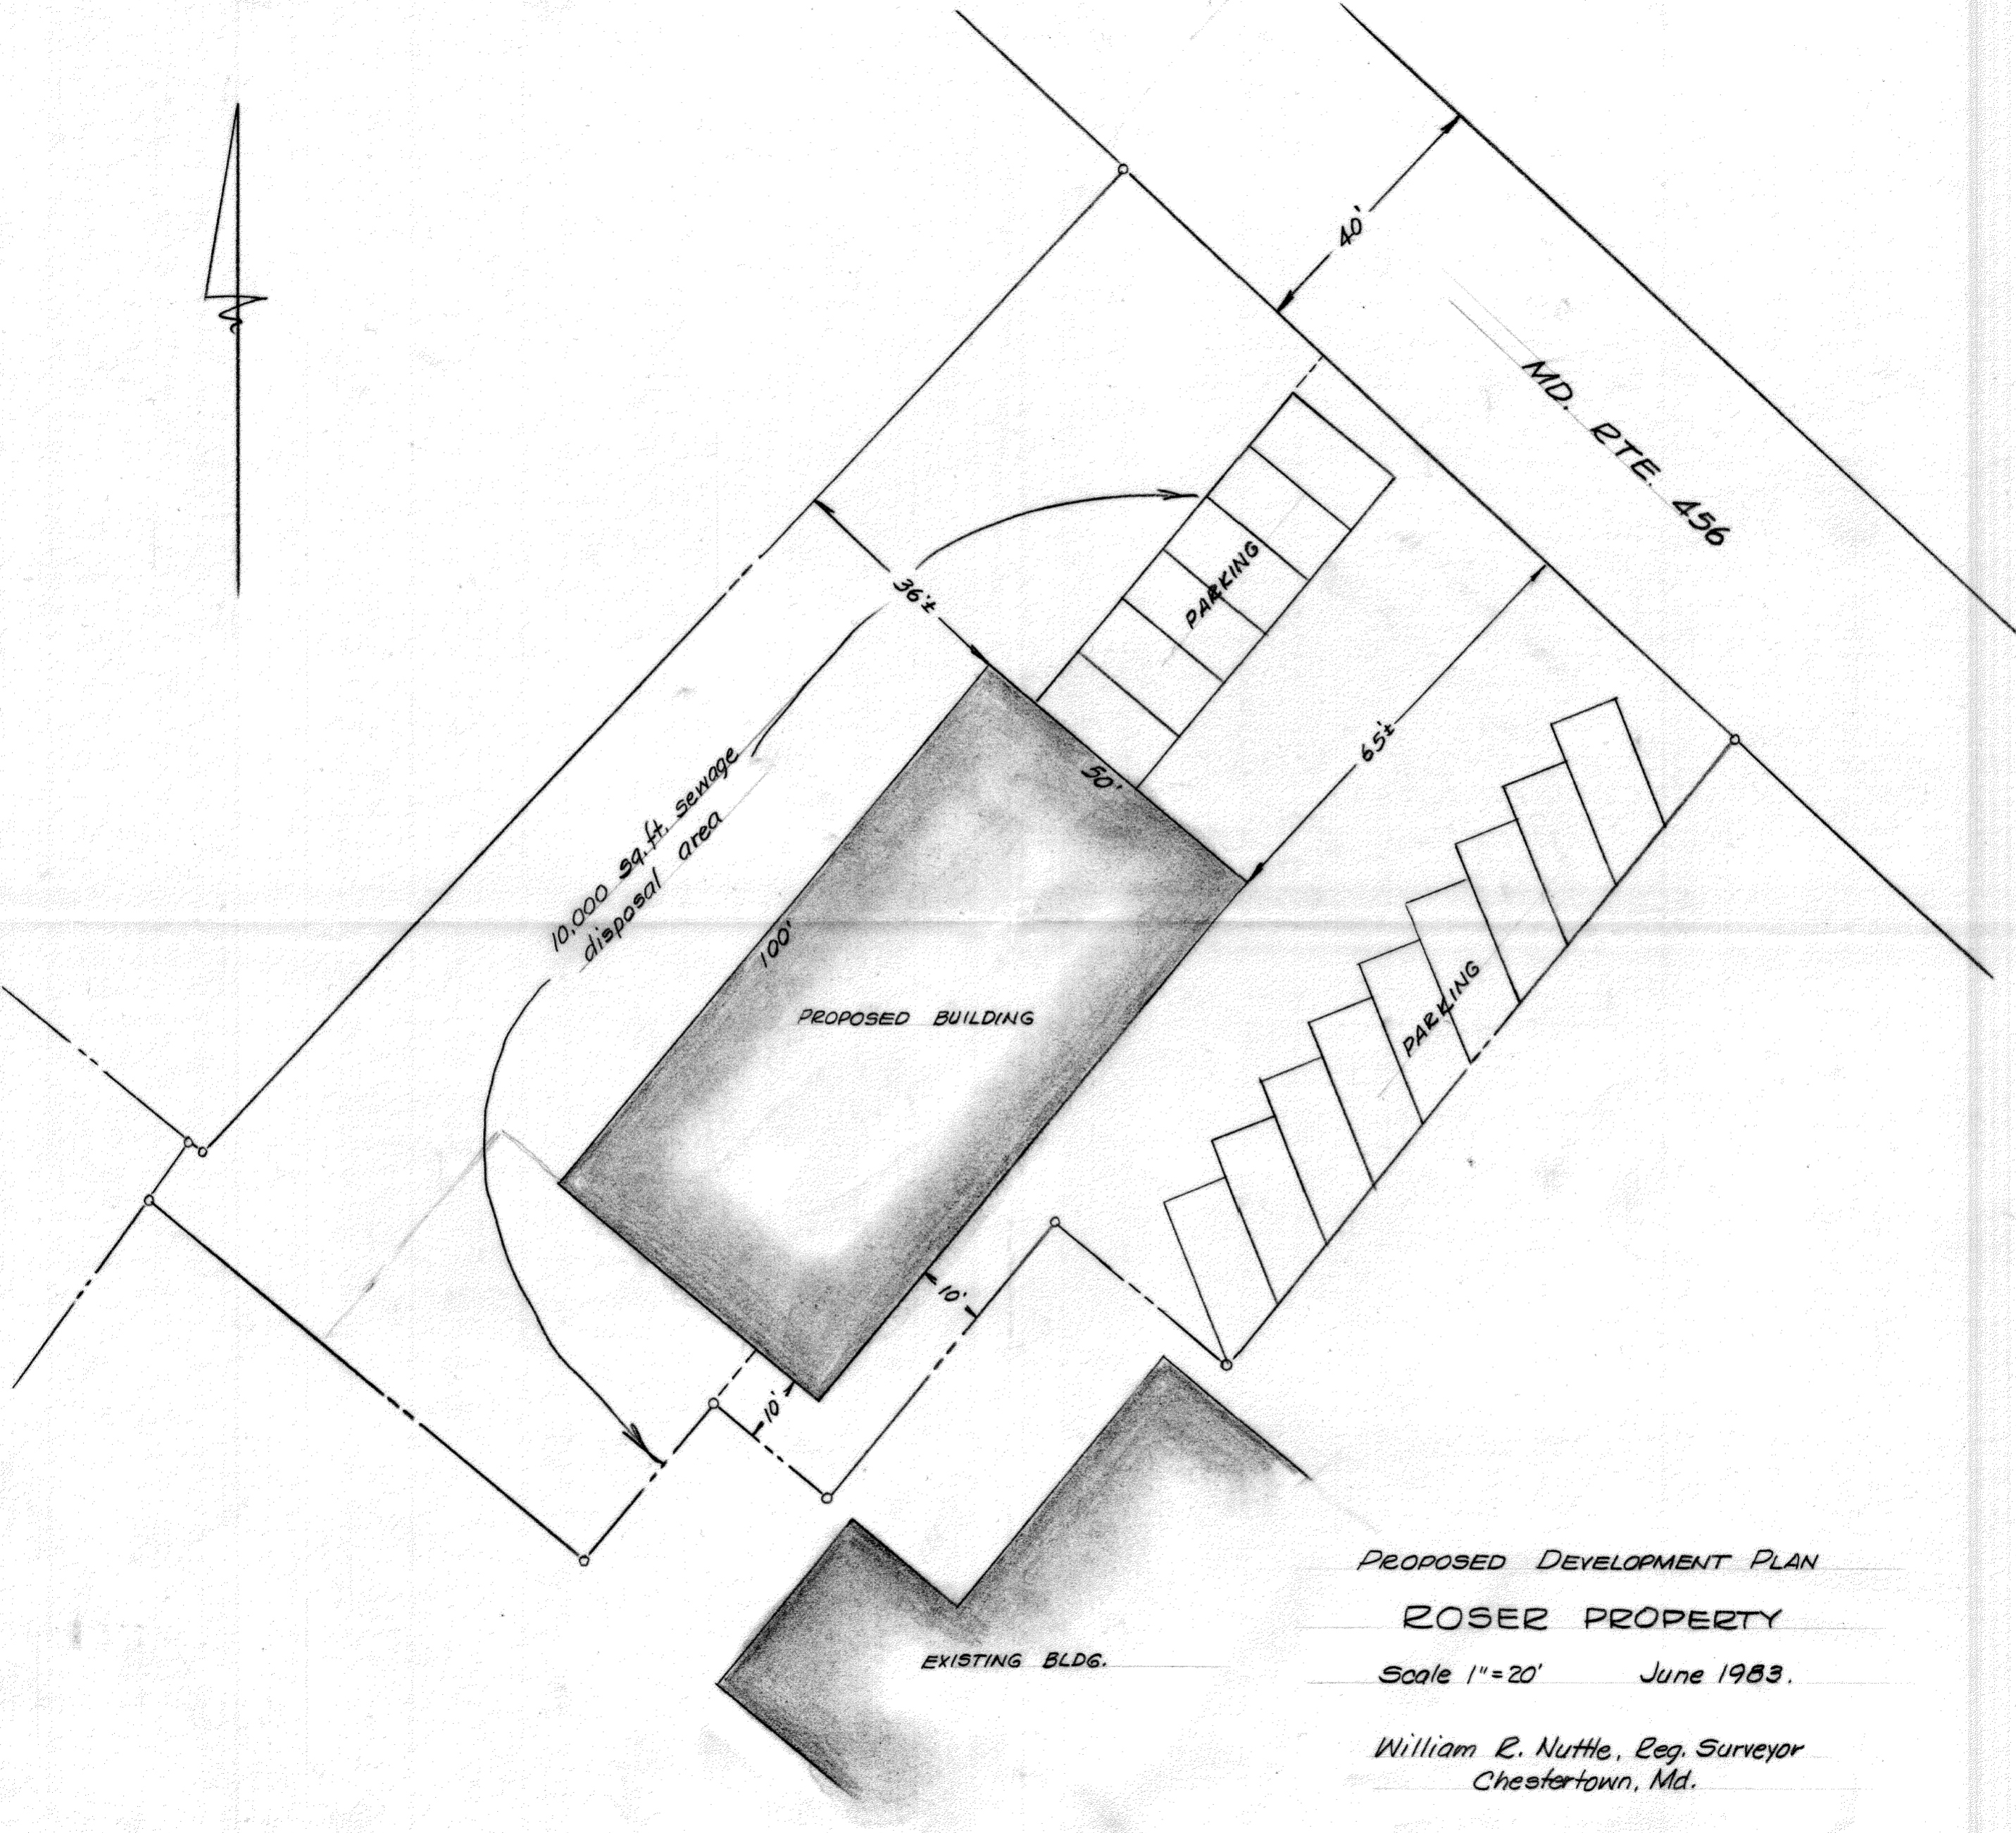 40'
MD. RTE. 456
36'±
PARKING
65'±
50'
10,000 sq.ft. sewage
disposal area
100'
PROPOSED BUILDING
PARKING
10'
10'
EXISTING BLDG.
PROPOSED DEVELOPMENT PLAN
ROSER PROPERTY
Scale 1"=20' June 1983.
William R. Nuttle, Reg. Surveyor
Chestertown, Md.